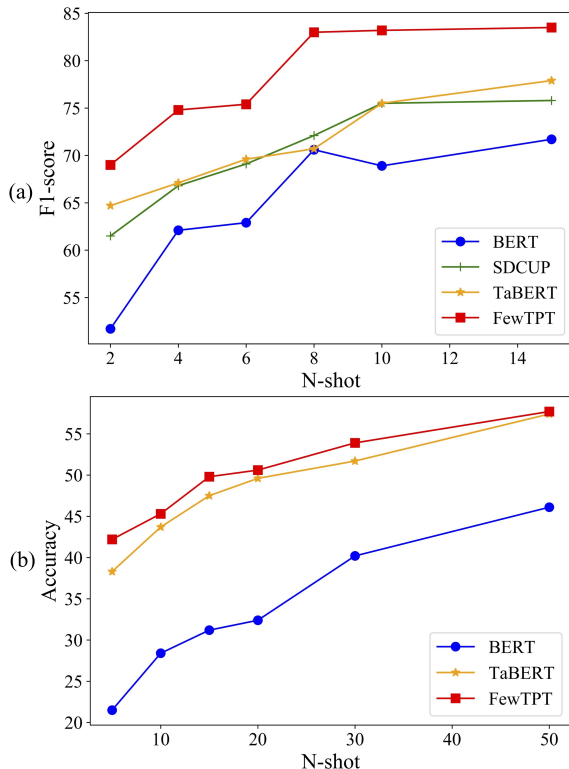 85
80
75
70
65
60
55
(a)
F1-score
BERT
SDCUP
TaBERT
FewTPT
2 4 6 8 10 12 14
N-shot
55
50
45
40
35
30
25
20
(b)
Accuracy
BERT
TaBERT
FewTPT
10 20 30 40 50
N-shot